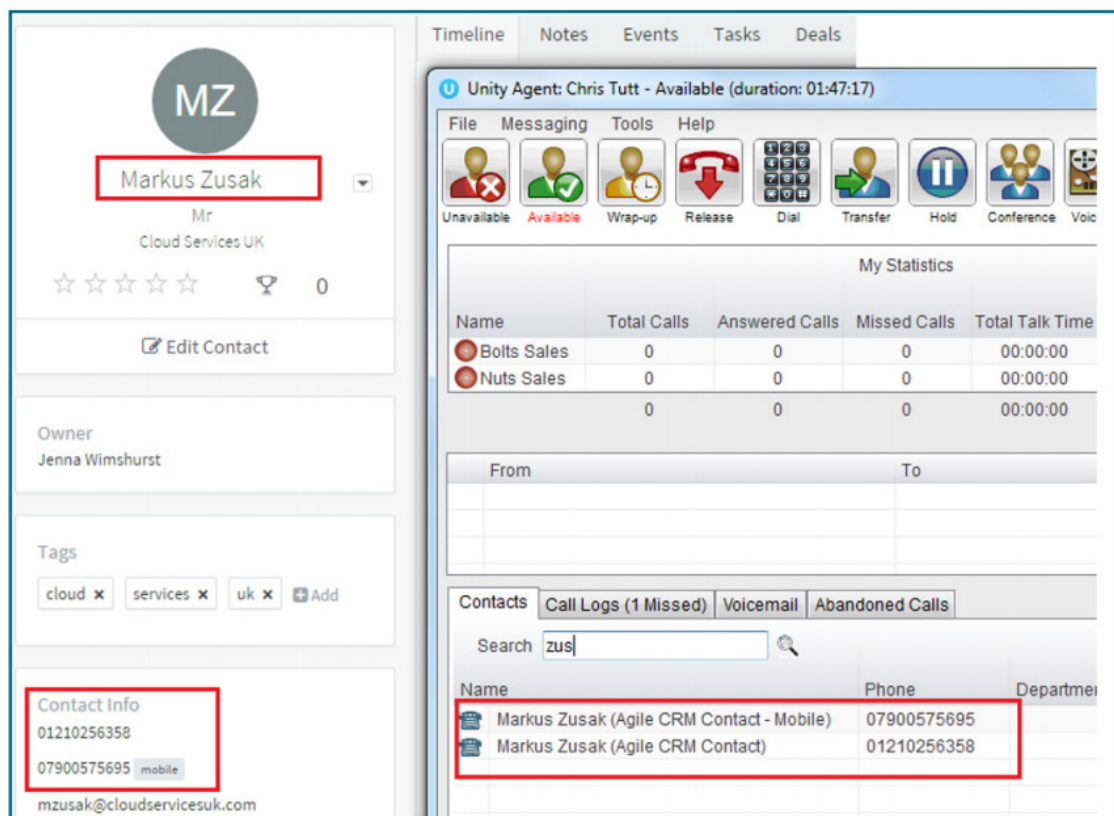 MZ
Markus Zusak
Mr
Cloud Services UK
0
Edit Contact
Owner
Jenna Wimshurst
Tags
cloud × services × uk × Add
Contact Info
01210256358
07900575695 mobile
mzusak@cloudservicesuk.com
Timeline Notes Events Tasks Deals
Unity Agent: Chris Tutt - Available (duration: 01:47:17)
File Messaging Tools Help
Unavailable Available Wrap-up Release Dial Transfer Hold Conference Voic
My Statistics
Name Total Calls Answered Calls Missed Calls Total Talk Time
Bolts Sales 0 0 0 00:00:00
Nuts Sales 0 0 0 00:00:00
0 0 0 00:00:00
From To
Contacts Call Logs (1 Missed) Voicemail Abandoned Calls
Search zus
Name Phone Departmen
Markus Zusak (Agile CRM Contact - Mobile) 07900575695
Markus Zusak (Agile CRM Contact) 01210256358